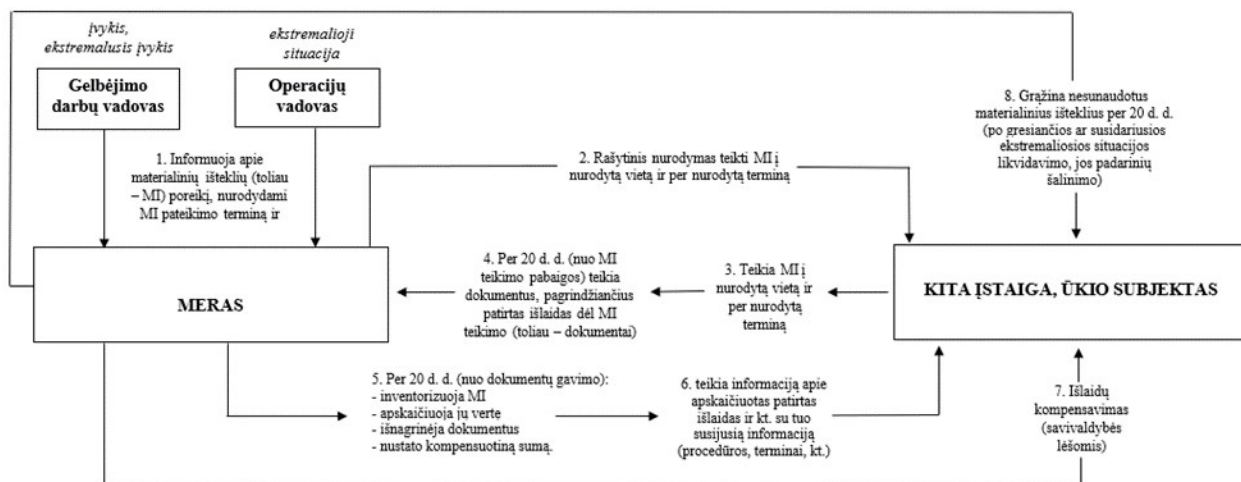 įvykis,
ekstremalusis įvykis
ekstremalioji
situacija
Gelbėjimo
darbų vadovas
Operacijų
vadovas
1. Informuoja apie
materialinių išteklių (toliau
– MI) poreikį, nurodydami
MI pateikimo terminą ir
2. Rašytinis nurodymas teikti MI į
nurodytą vietą ir per nurodytą
terminą
8. Grąžina nesunaudotus
materialinius išteklius per 20 d. d.
(po gresiančios ar susidariusios
ekstremaliosios situacijos
likvidavimo, jos padarinių
šalinimo)
MERAS
4. Per 20 d. d. (nuo MI
teikimo pabaigos) teikia
dokumentus, pagrindžiančius
patirtas išlaidas dėl MI
teikimo (toliau – dokumentai)
3. Teikia MI į
nurodytą vietą ir
per nurodytą
terminą
KITA ĮSTAIGA, ŪKIO SUBJEKTAS
5. Per 20 d. d. (nuo dokumentų gavimo):
- inventorizuoja MI
- apskaičiuoja jų vertę
- išnagrinėja dokumentus
- nustato kompensuotiną sumą.
6. teikia informaciją apie
apskaičiuotas patirtas
išlaidas ir kt. su tuo
susijusią informaciją
(procedūros, terminai, kt.)
7. Išlaidų
kompensavimas
(savivaldybės
lėšomis)